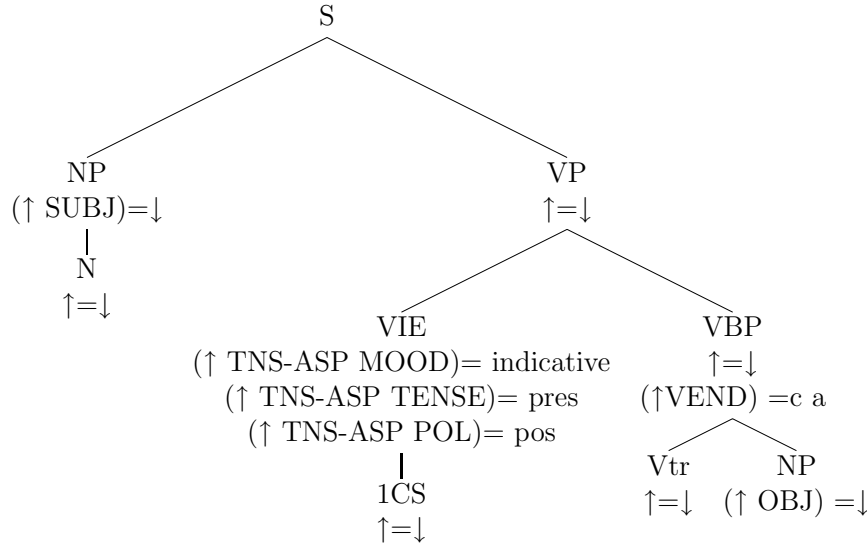 S
NP VP
(↑ SUBJ)=↓ ↑=↓
N
↑=↓
VIE VBP
(↑ TNS-ASP MOOD)= indicative ↑=↓
(↑ TNS-ASP TENSE)= pres (↑VEND) =c a
(↑ TNS-ASP POL)= pos
Vtr NP
1CS ↑=↓ (↑ OBJ) =↓
↑=↓